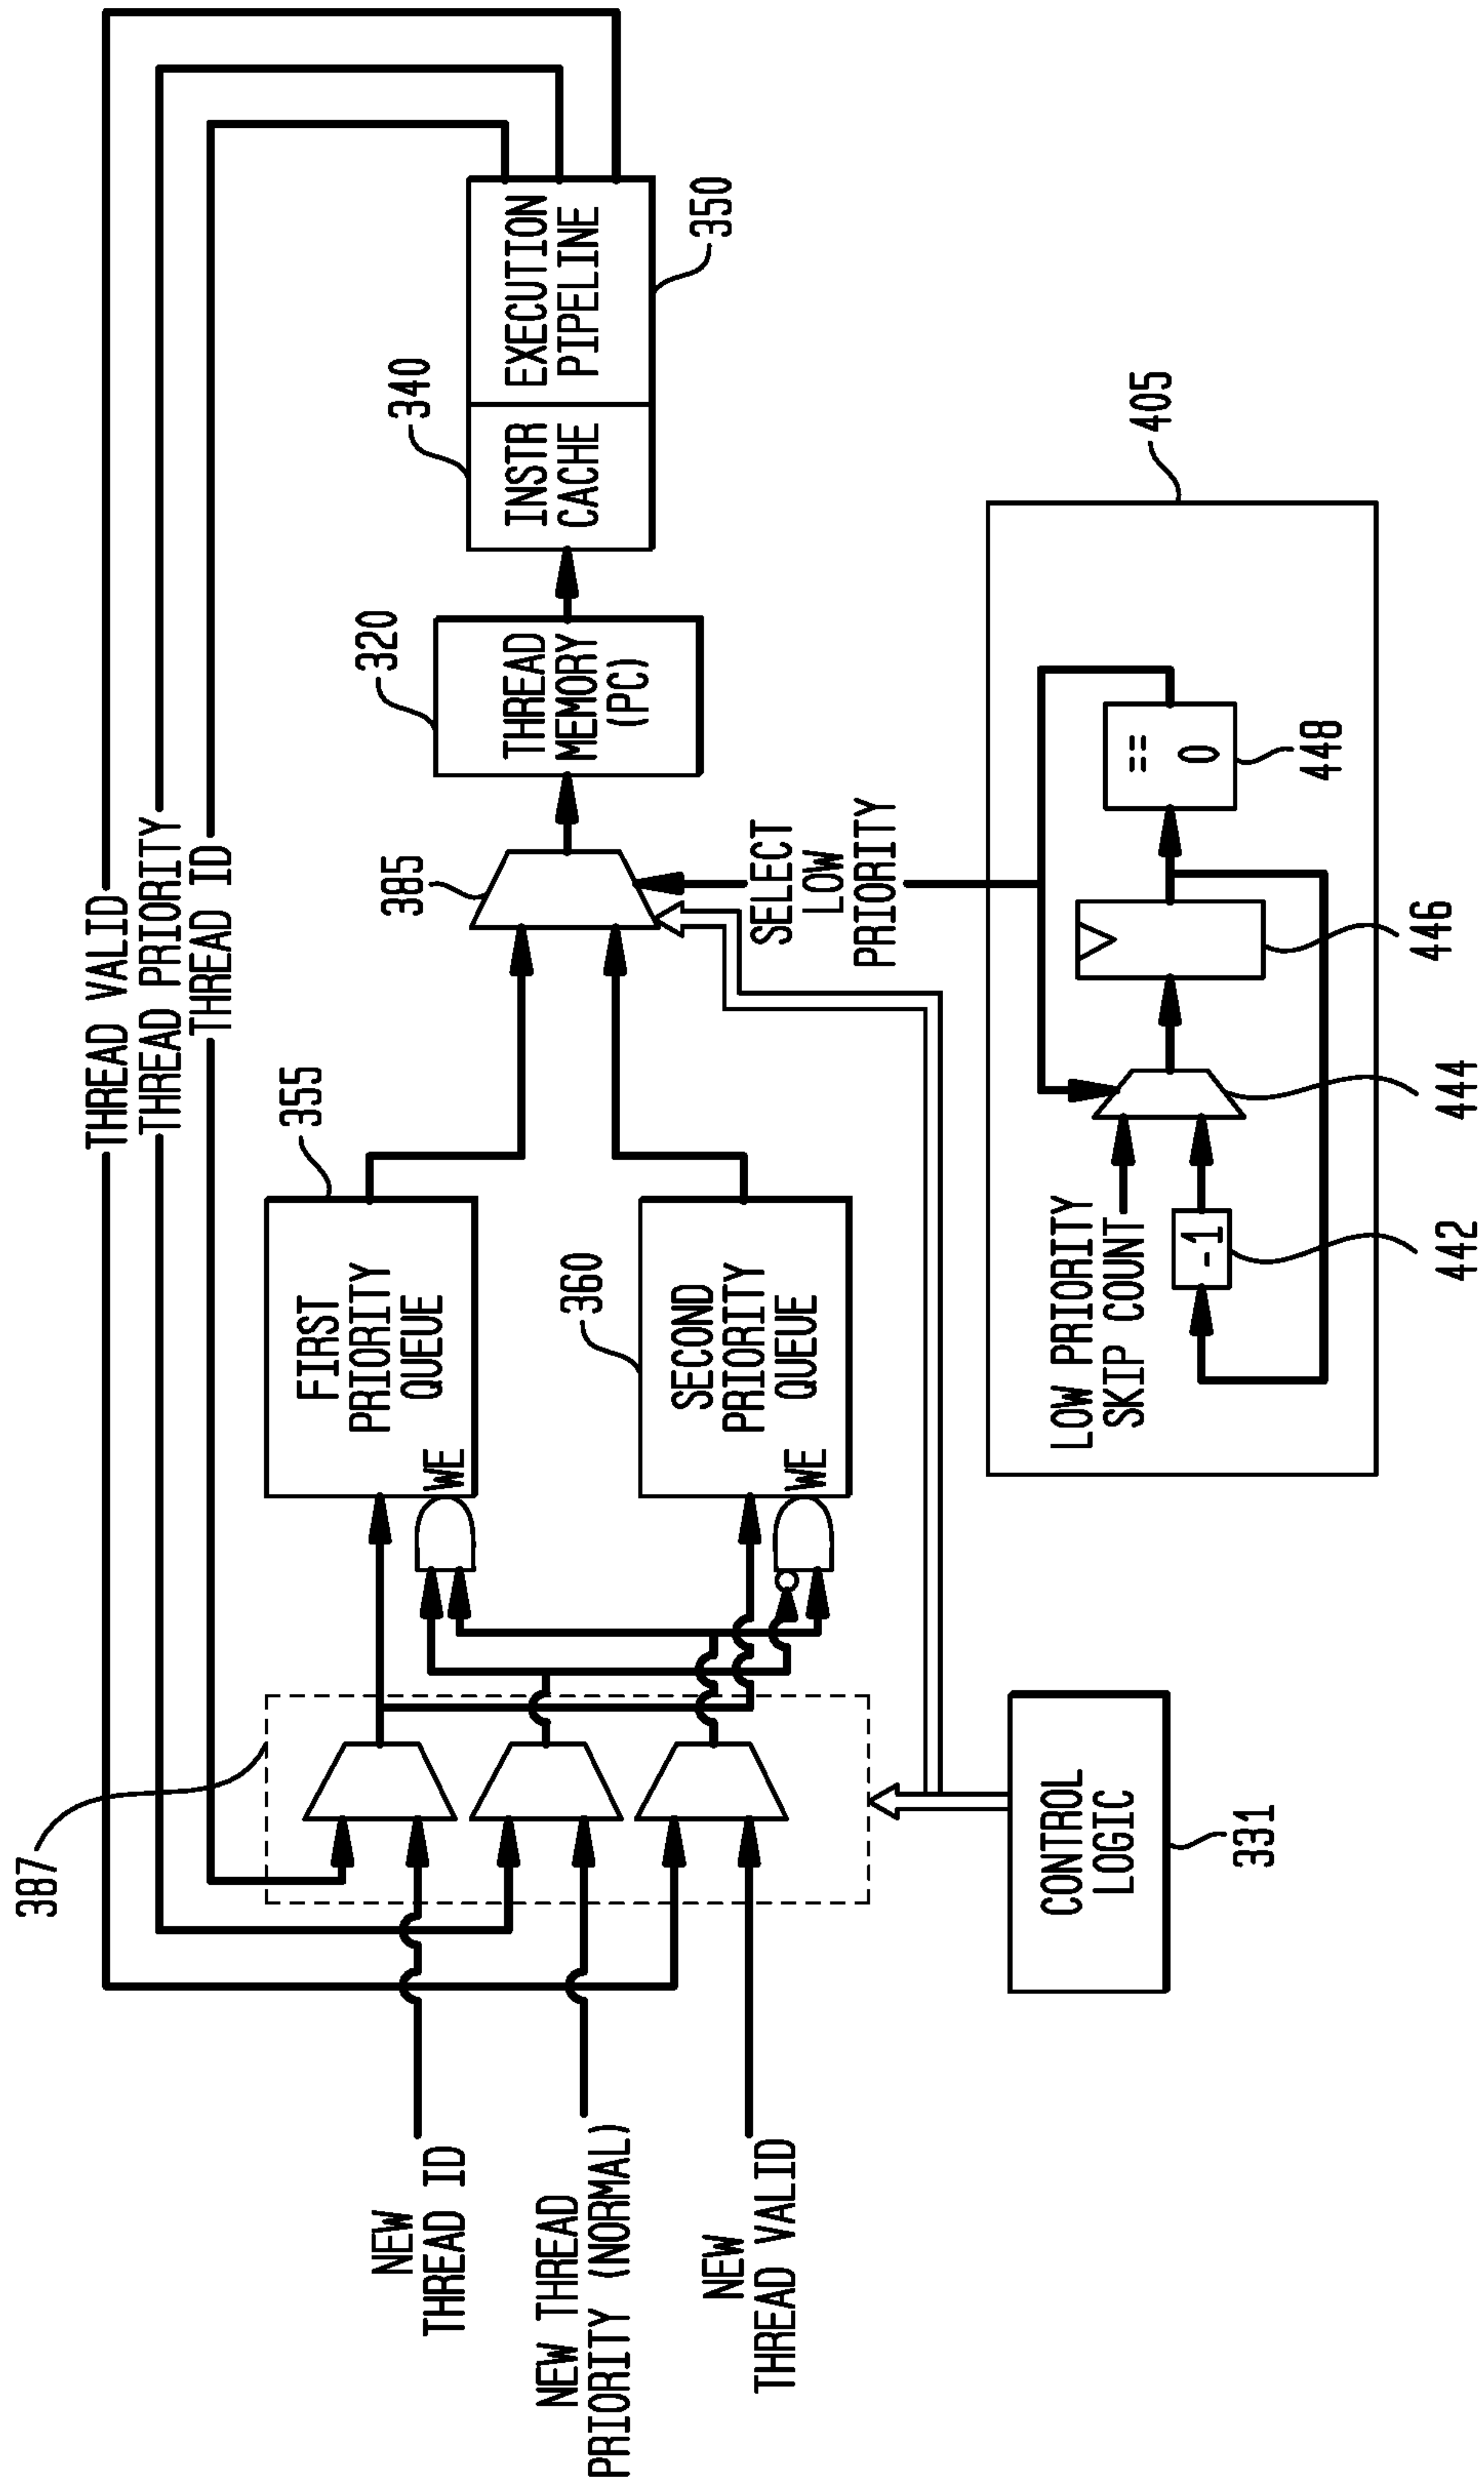 THREAD VALID
THREAD PRIORITY
THREAD ID
387
NEW
THREAD ID
NEW THREAD
PRIORITY (NORMAL)
NEW
THREAD VALID
355
FIRST
PRIORITY
QUEUE
WE
360
SECOND
PRIORITY
QUEUE
WE
385
320
THREAD
MEMORY
(PC)
340
INSTR
CACHE
EXECUTION
PIPELINE
350
SELECT
LOW
PRIORITY
CONTROL
LOGIC
331
405
LOW PRIORITY
SKIP COUNT
-1
==
0
448
446
444
442